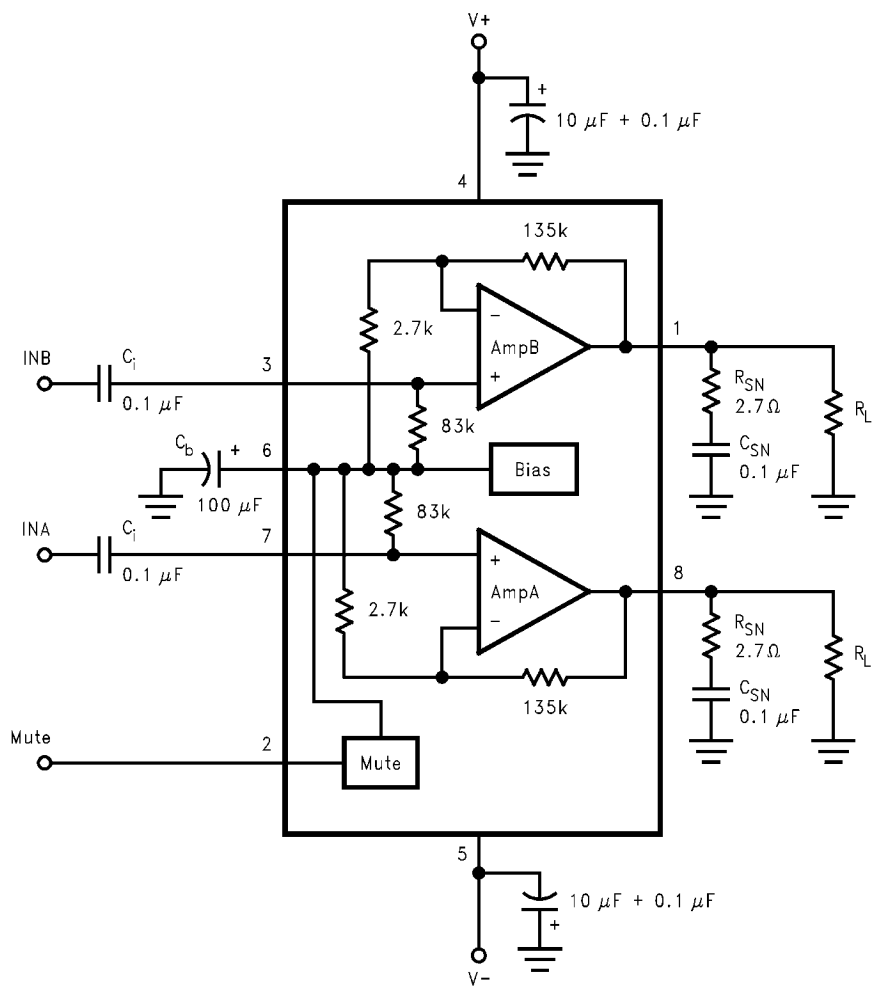 V+
+
10 μF + 0.1 μF
4
135k
2.7k
−
AmpB
+
1
INB
Ci
0.1 μF
3
83k
RSN
2.7Ω
RL
CSN
0.1 μF
Cb
+
6
100 μF
Bias
INA
Ci
0.1 μF
7
83k
+
AmpA
−
8
2.7k
RSN
2.7Ω
RL
CSN
0.1 μF
135k
Mute
2
Mute
5
10 μF + 0.1 μF
+
V-